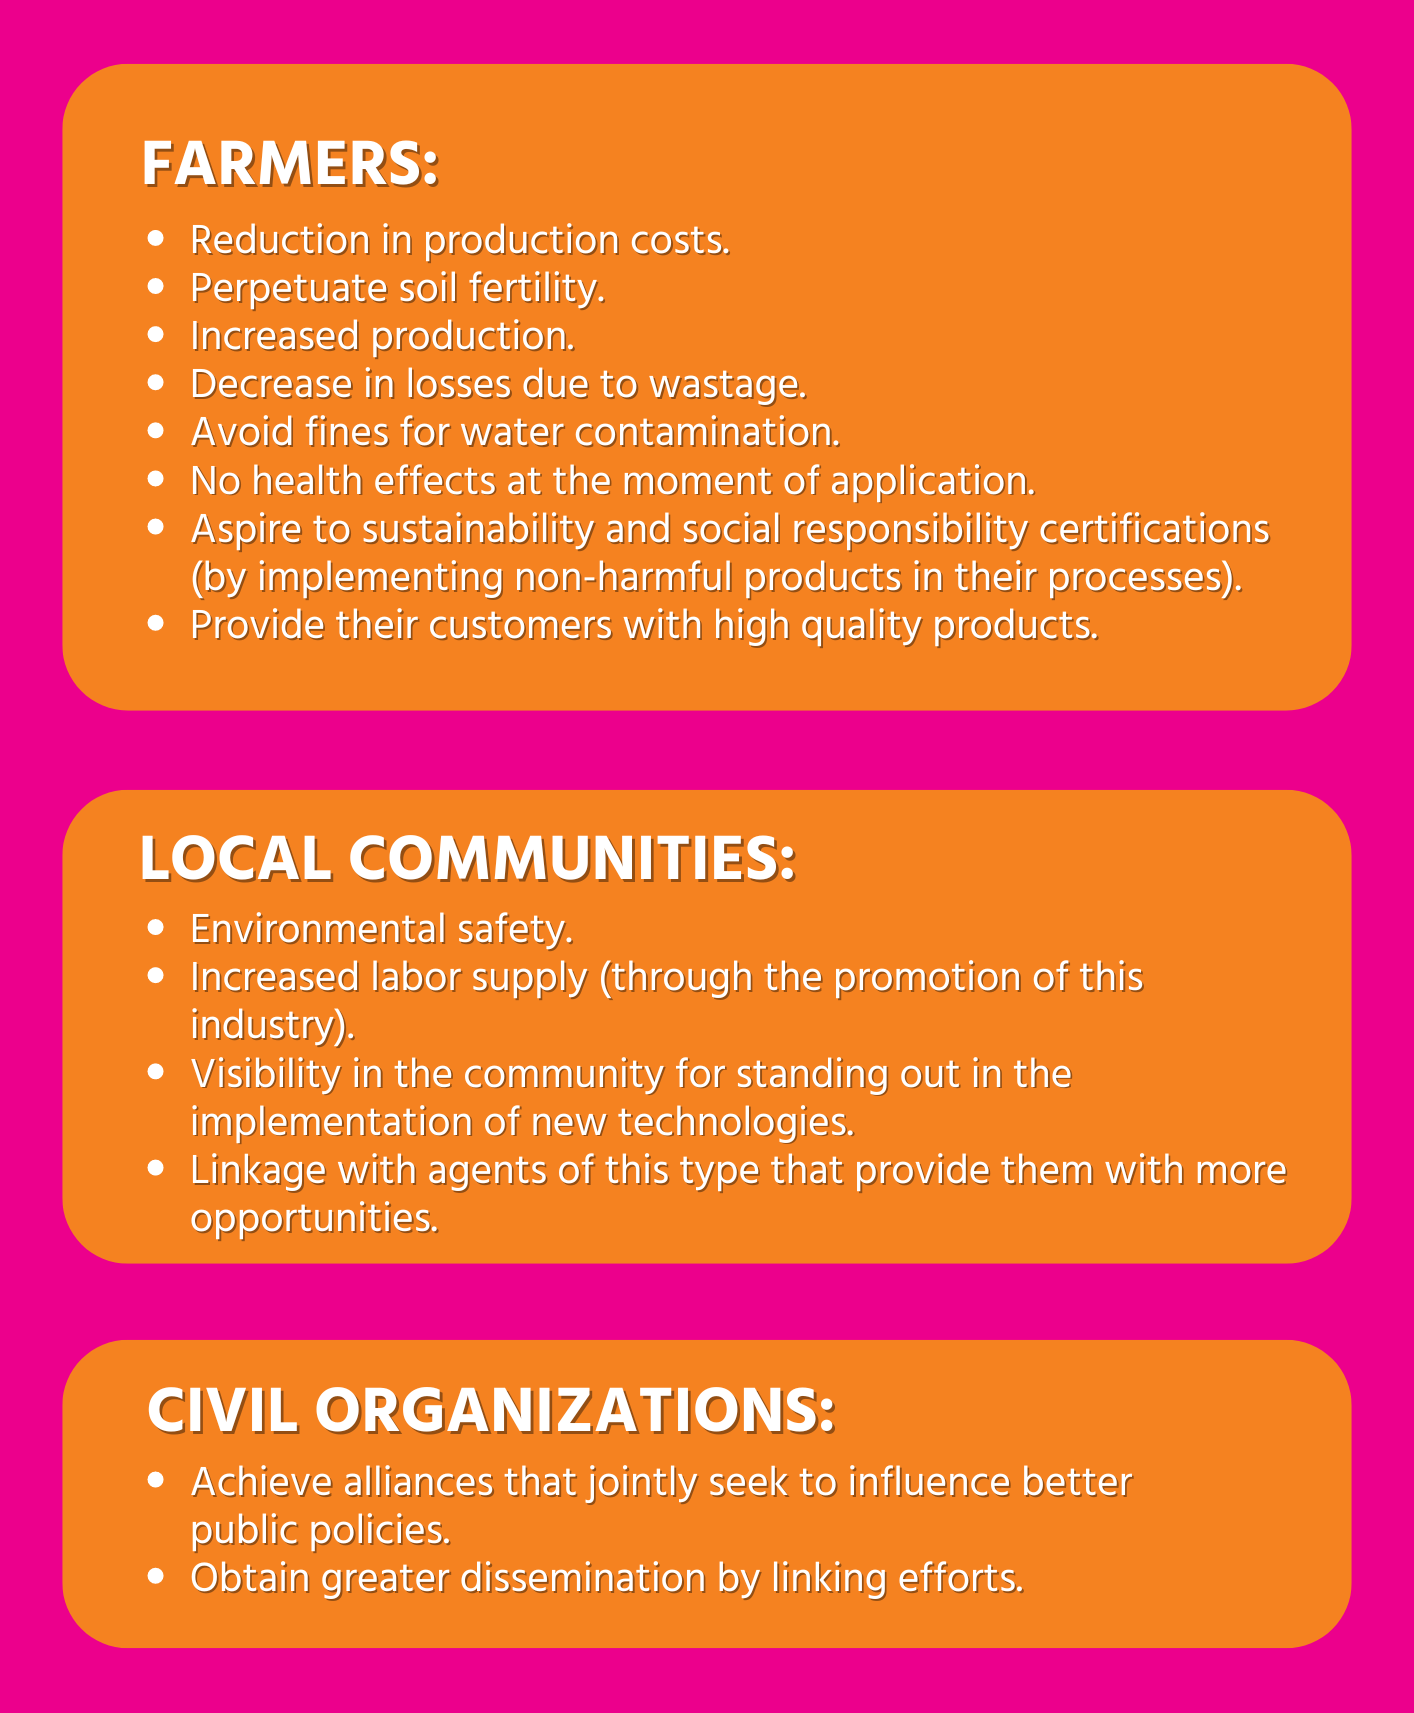 FARMERS:
• Reduction in production costs.
• Perpetuate soil fertility.
• Increased production.
• Decrease in losses due to wastage.
• Avoid fines for water contamination.
• No health effects at the moment of application.
• Aspire to sustainability and social responsibility certifications
(by implementing non-harmful products in their processes).
• Provide their customers with high quality products.
LOCAL COMMUNITIES:
• Environmental safety.
• Increased labor supply (through the promotion of this
industry).
• Visibility in the community for standing out in the
implementation of new technologies.
• Linkage with agents of this type that provide them with more
opportunities.
CIVIL ORGANIZATIONS:
• Achieve alliances that jointly seek to influence better
public policies.
• Obtain greater dissemination by linking efforts.